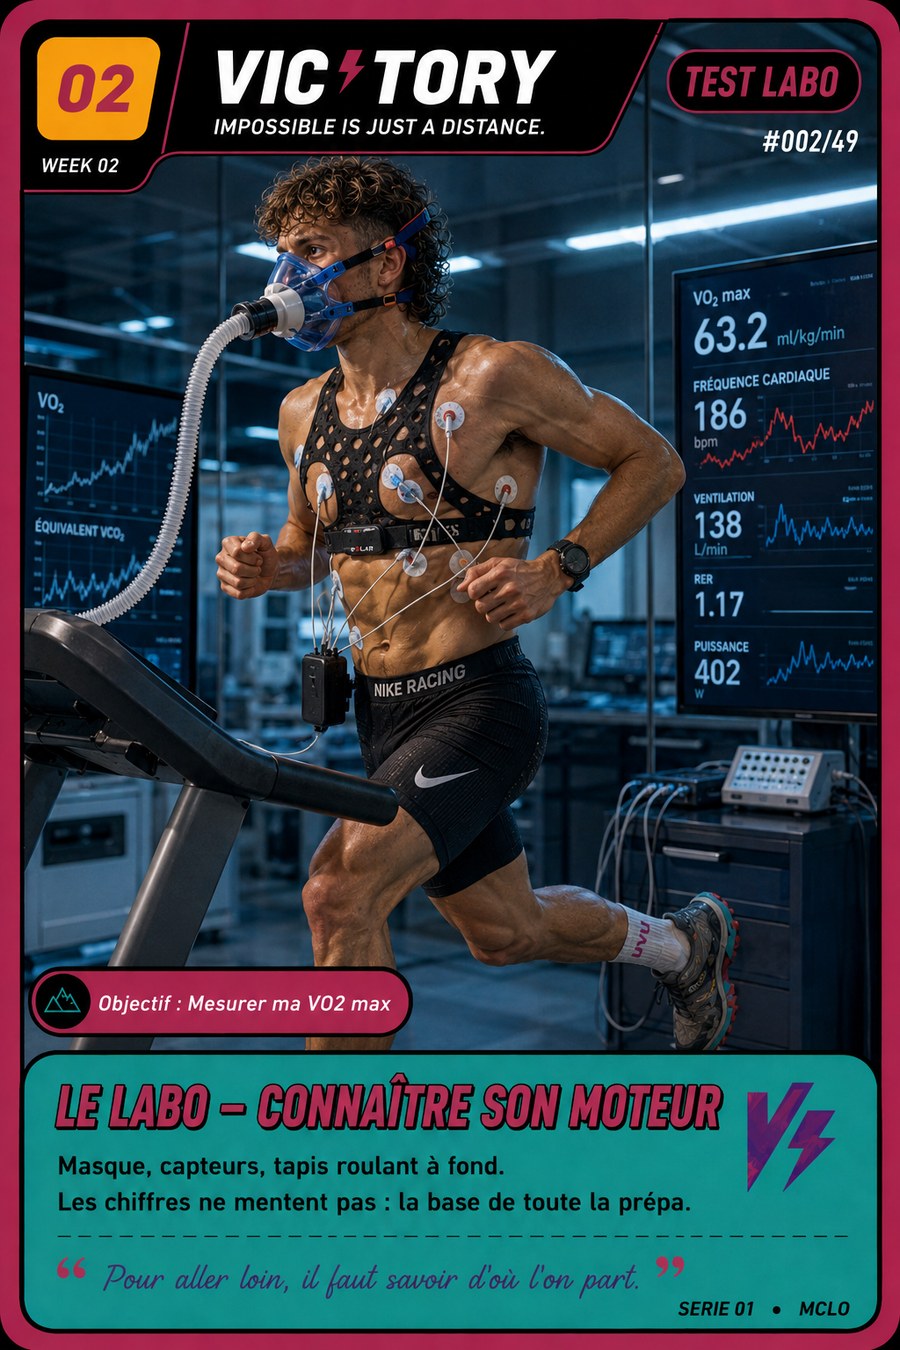 02
WEEK 02
VICTORY
IMPOSSIBLE IS JUST A DISTANCE.
TEST LABO
#002/49
VO₂ max
63.2 ml/kg/min
FRÉQUENCE CARDIAQUE
186
bpm
VENTILATION
138
L/min
RER
1.17
PUISSANCE
402
W
VO₂
ÉQUIVALENT VCO₂
POLAR
NIKE RACING
UVU
Objectif : Mesurer ma VO2 max
LE LABO – CONNAÎTRE SON MOTEUR
Masque, capteurs, tapis roulant à fond.
Les chiffres ne mentent pas : la base de toute la prépa.
“ Pour aller loin, il faut savoir d'où l'on part. ”
SERIE 01 • MCLO